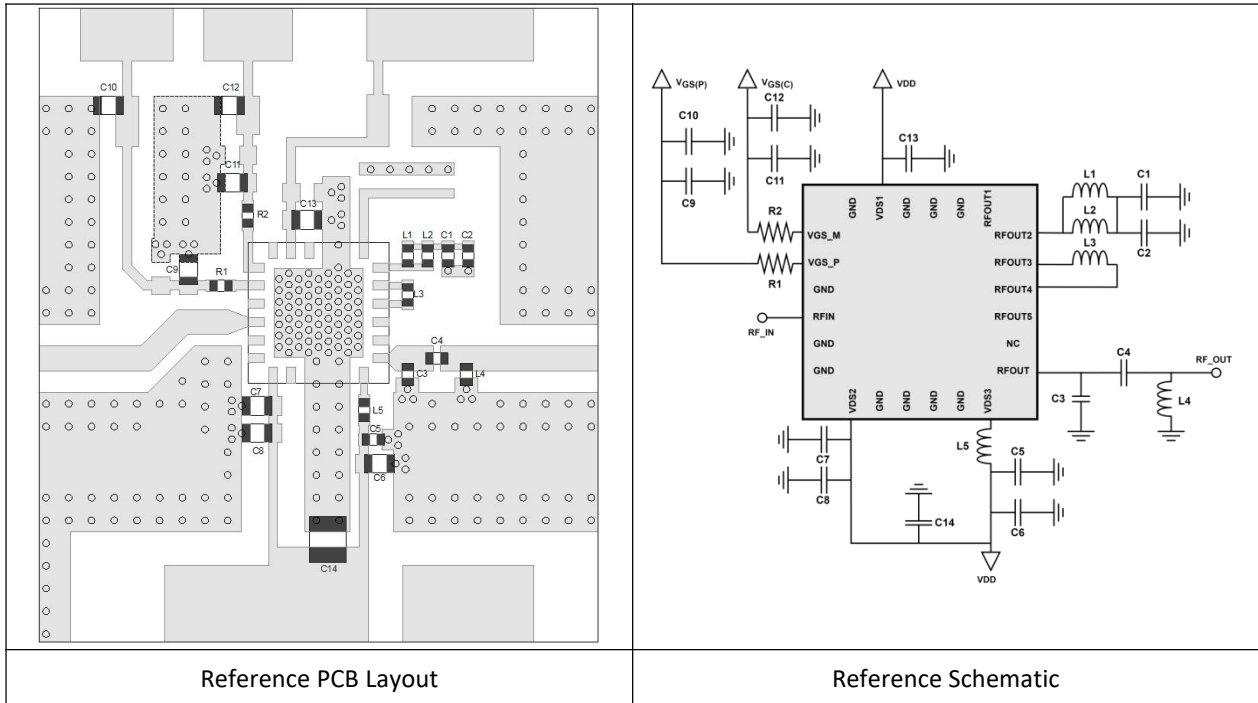 C10
C12
C11
R2
C13
C9
R1
L1 L2 C1 C2
L3
C4
C3
L4
C7
C8
L5
C5
C6
C14
Reference PCB Layout
VGS(P)
VGS(C)
VDD
C12
C10
C13
C11
C9
R2
R1
RF_IN
GND
VDS1
GND
GND
GND
RFOUT1
VGS_M
VGS_P
GND
RFIN
GND
GND
RFOUT2
RFOUT3
RFOUT4
RFOUT5
NC
RFOUT
VDS2
GND
GND
GND
GND
VDS3
L1
C1
L2
C2
L3
C4
RF_OUT
C3
L4
C7
C8
L5
C5
C14
C6
VDD
Reference Schematic